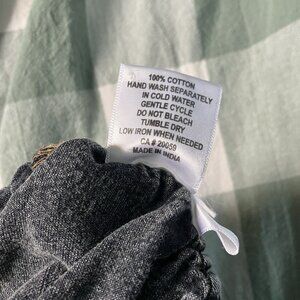 100% COTTON
HAND WASH SEPARATELY
IN COLD WATER
GENTLE CYCLE
DO NOT BLEACH
TUMBLE DRY
LOW IRON WHEN NEEDED
CA # 20059
MADE IN INDIA